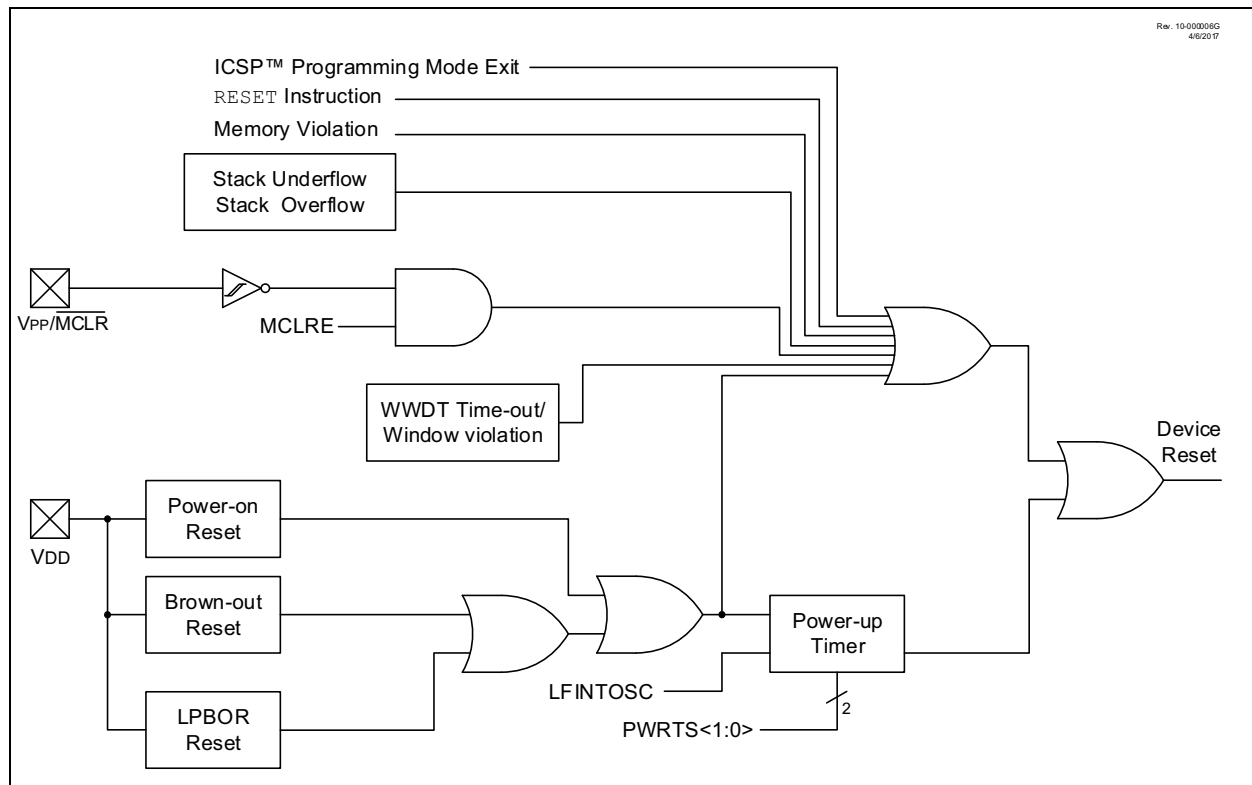 Rev. 10-000006G
4/6/2017
ICSP™ Programming Mode Exit
RESET Instruction
Memory Violation
Stack Underflow
Stack Overflow
VPP/MCLR
MCLRE
WWDT Time-out/
Window violation
Device
Reset
Power-on
Reset
VDD
Brown-out
Reset
Power-up
Timer
LFINTOSC
LPBOR
Reset
2
PWRTS<1:0>